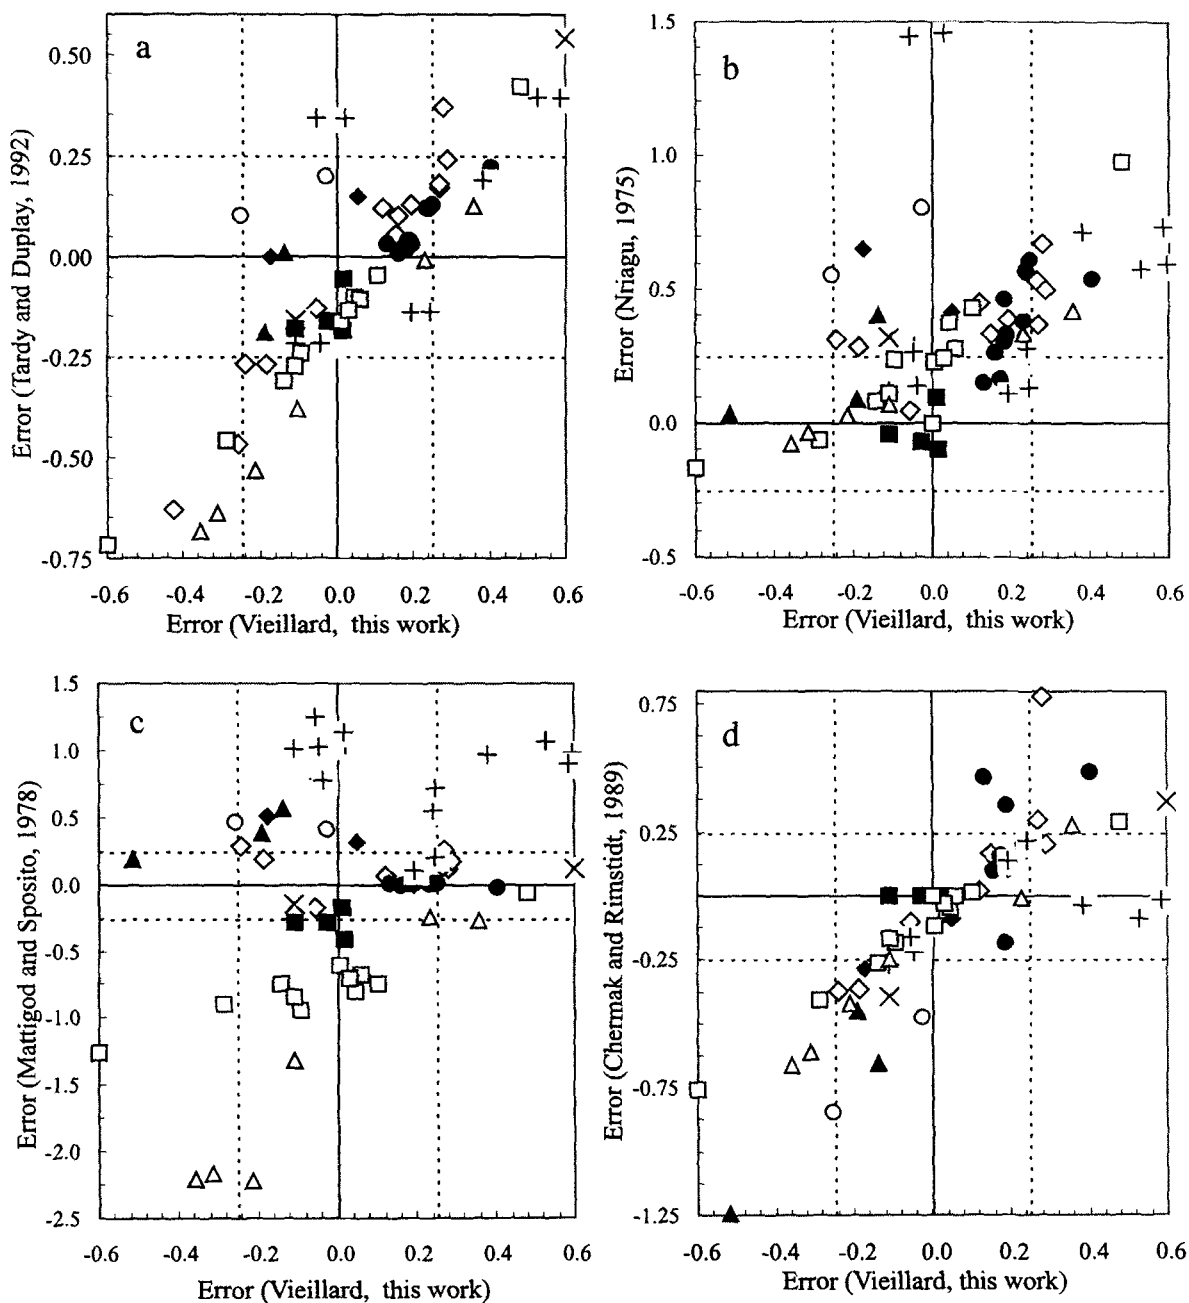 a
0.50
0.25
0.00
-0.25
-0.50
-0.75
-0.6 -0.4 -0.2 0.0 0.2 0.4 0.6
Error (Tardy and Duplay, 1992)
Error (Vieillard, this work)
b
1.5
1.0
0.5
0.0
-0.5
-0.6 -0.4 -0.2 0.0 0.2 0.4 0.6
Error (Nriagu, 1975)
Error (Vieillard, this work)
c
1.5
1.0
0.5
0.0
-0.5
-1.0
-1.5
-2.0
-2.5
-0.6 -0.4 -0.2 0.0 0.2 0.4 0.6
Error (Mattigod and Sposito, 1978)
Error (Vieillard, this work)
d
0.75
0.25
-0.25
-0.75
-1.25
-0.6 -0.4 -0.2 0.0 0.2 0.4 0.6
Error (Chermak and Rimstidt, 1989)
Error (Vieillard, this work)